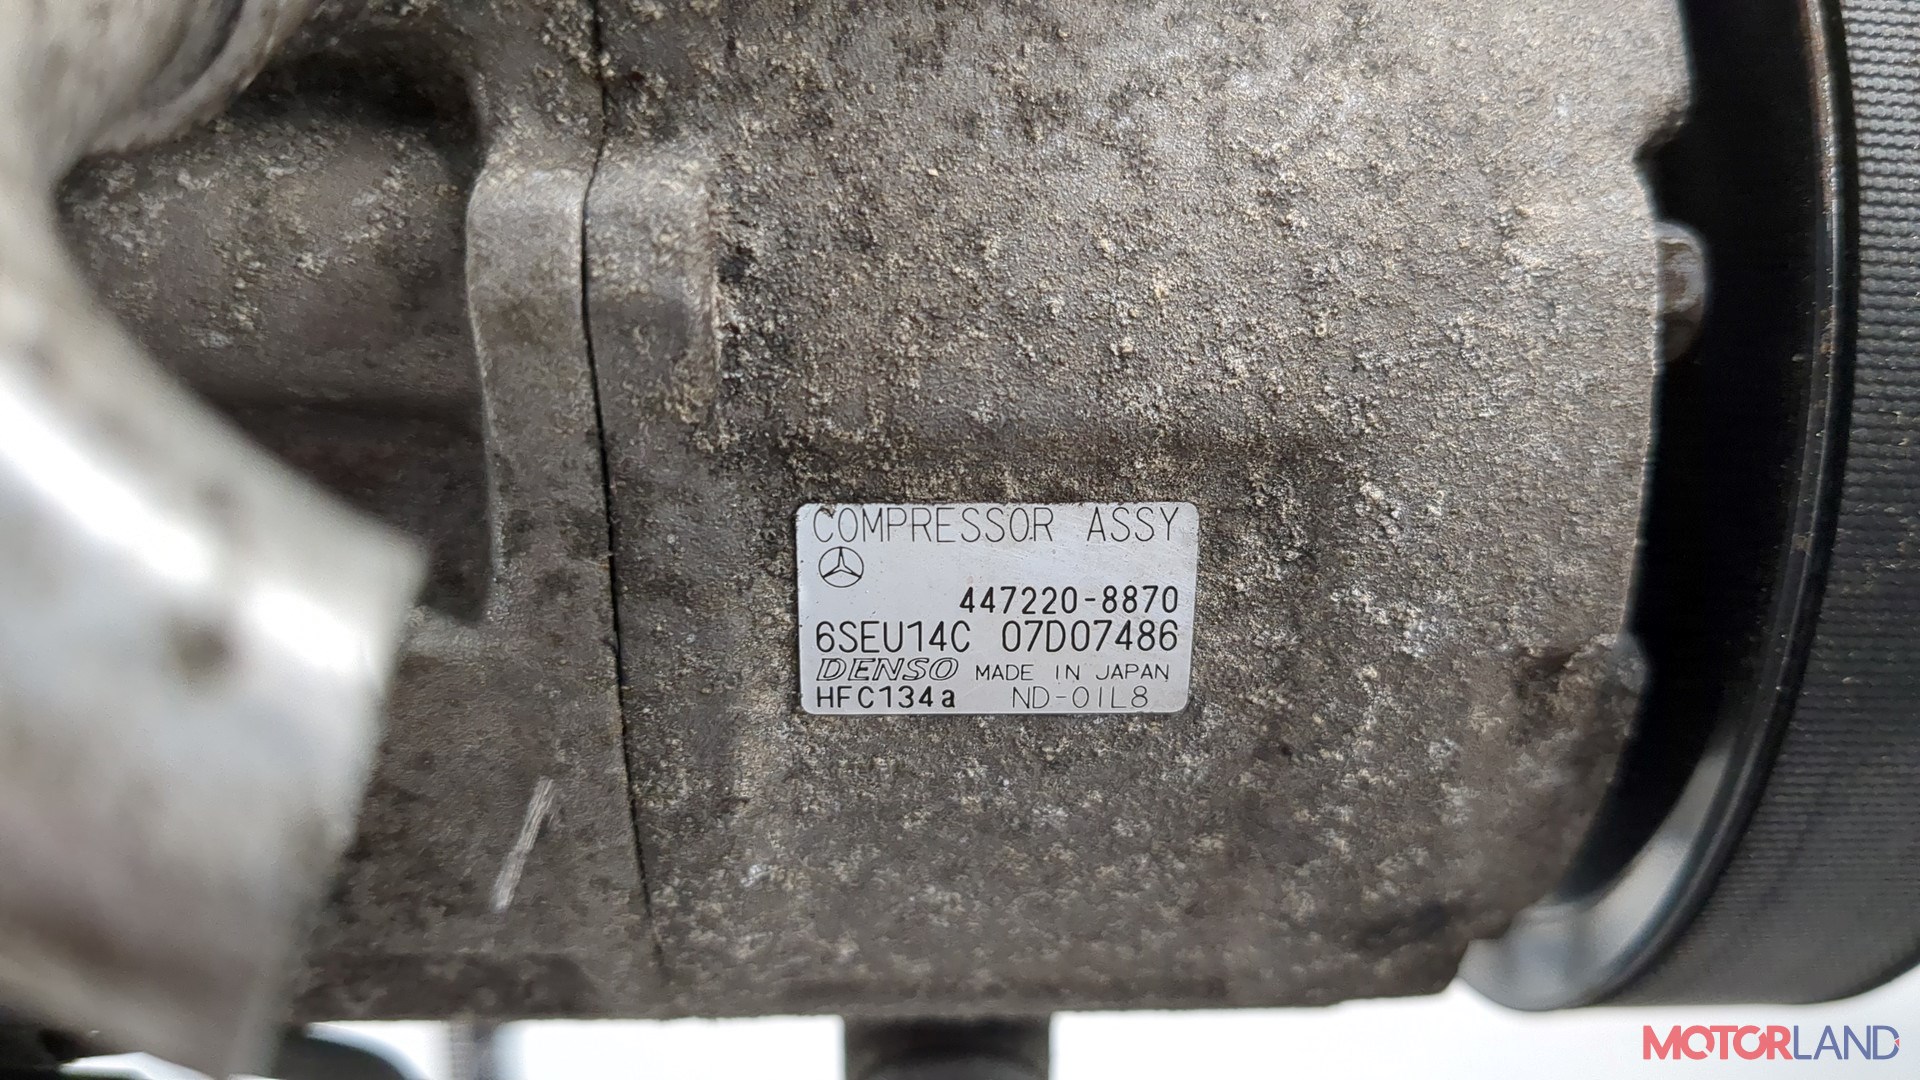 COMPRESSOR ASSY
447220-8870
6SEU14C 07D07486
DENSO MADE IN JAPAN
HFC134a ND-OIL8
MOTORLAND